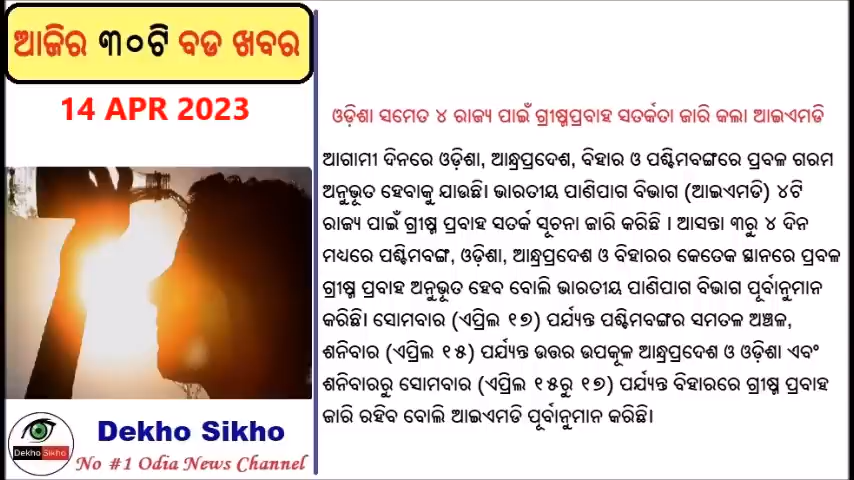 ଆଜିର ୩୦ଟି ବଡ ଖବର
14 APR 2023
ଓଡ଼ିଶା ସମେତ ୪ ରାଜ୍ୟ ପାଇଁ ଗ୍ରୀଷ୍ମପ୍ରବାହ ସତର୍କତା ଜାରି କଲା ଆଇଏମଡି
ଆଗାମୀ ଦିନରେ ଓଡ଼ିଶା, ଆନ୍ଧ୍ରପ୍ରଦେଶ, ବିହାର ଓ ପଶ୍ଚିମବଙ୍ଗରେ ପ୍ରବଳ ଗରମ
ଅନୁଭୂତ ହେବାକୁ ଯାଉଛି। ଭାରତୀୟ ପାଣିପାଗ ବିଭାଗ (ଆଇଏମଡି) ୪ଟି
ରାଜ୍ୟ ପାଇଁ ଗ୍ରୀଷ୍ମ ପ୍ରବାହ ସତର୍କ ସୂଚନା ଜାରି କରିଛି । ଆସନ୍ତା ୩ରୁ ୪ ଦିନ
ମଧ୍ୟରେ ପଶ୍ଚିମବଙ୍ଗ, ଓଡ଼ିଶା, ଆନ୍ଧ୍ରପ୍ରଦେଶ ଓ ବିହାରର କେତେକ ସ୍ଥାନରେ ପ୍ରବଳ
ଗ୍ରୀଷ୍ମ ପ୍ରବାହ ଅନୁଭୂତ ହେବ ବୋଲି ଭାରତୀୟ ପାଣିପାଗ ବିଭାଗ ପୂର୍ବାନୁମାନ
କରିଛି। ସୋମବାର (ଏପ୍ରିଲ ୧୭) ପର୍ଯ୍ୟନ୍ତ ପଶ୍ଚିମବଙ୍ଗର ସମତଳ ଅଞ୍ଚଳ,
ଶନିବାର (ଏପ୍ରିଲ ୧୫) ପର୍ଯ୍ୟନ୍ତ ଉତ୍ତର ଉପକୂଳ ଆନ୍ଧ୍ରପ୍ରଦେଶ ଓ ଓଡ଼ିଶା ଏବଂ
ଶନିବାରରୁ ସୋମବାର (ଏପ୍ରିଲ ୧୫ରୁ ୧୭) ପର୍ଯ୍ୟନ୍ତ ବିହାରରେ ଗ୍ରୀଷ୍ମ ପ୍ରବାହ
ଜାରି ରହିବ ବୋଲି ଆଇଏମଡି ପୂର୍ବାନୁମାନ କରିଛି।
Dekho Sikho
Dekho Sikho
No #1 Odia News Channel